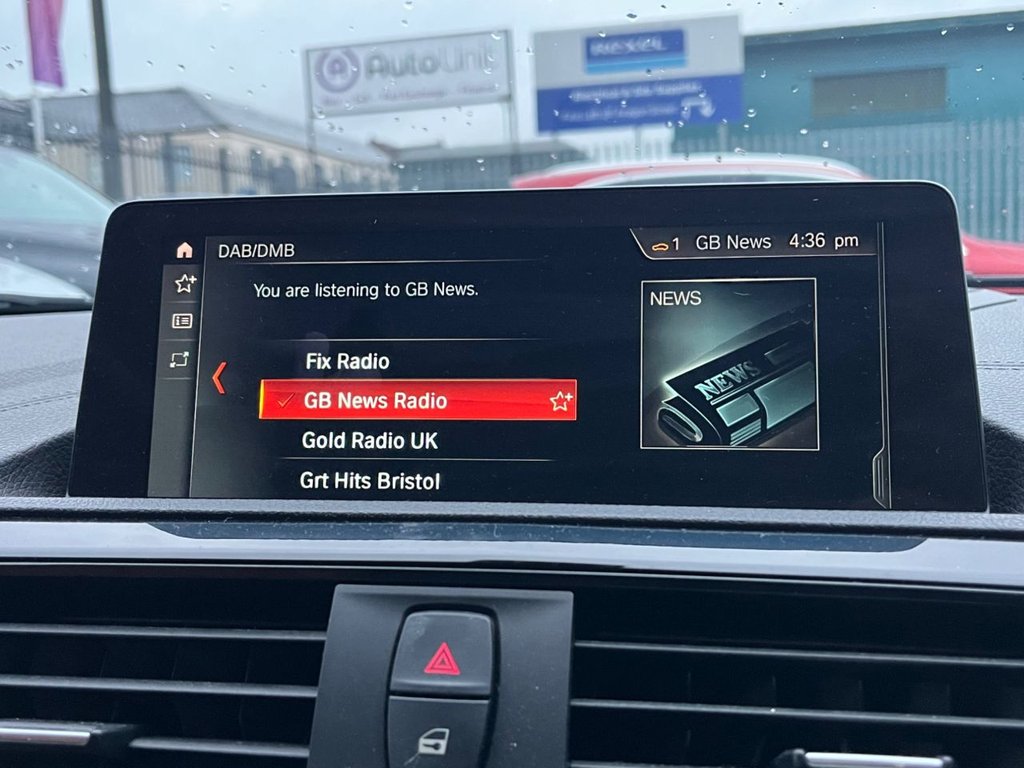 AutoUnit
REXEL
DAB/DMB
1 GB News 4:36 pm
You are listening to GB News.
NEWS
NEWS
Fix Radio
GB News Radio
Gold Radio UK
Grt Hits Bristol